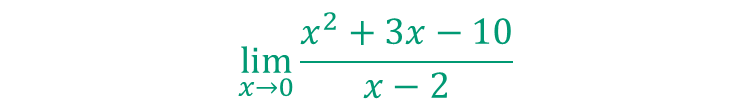 lim x→0 x² + 3x − 10 / x − 2